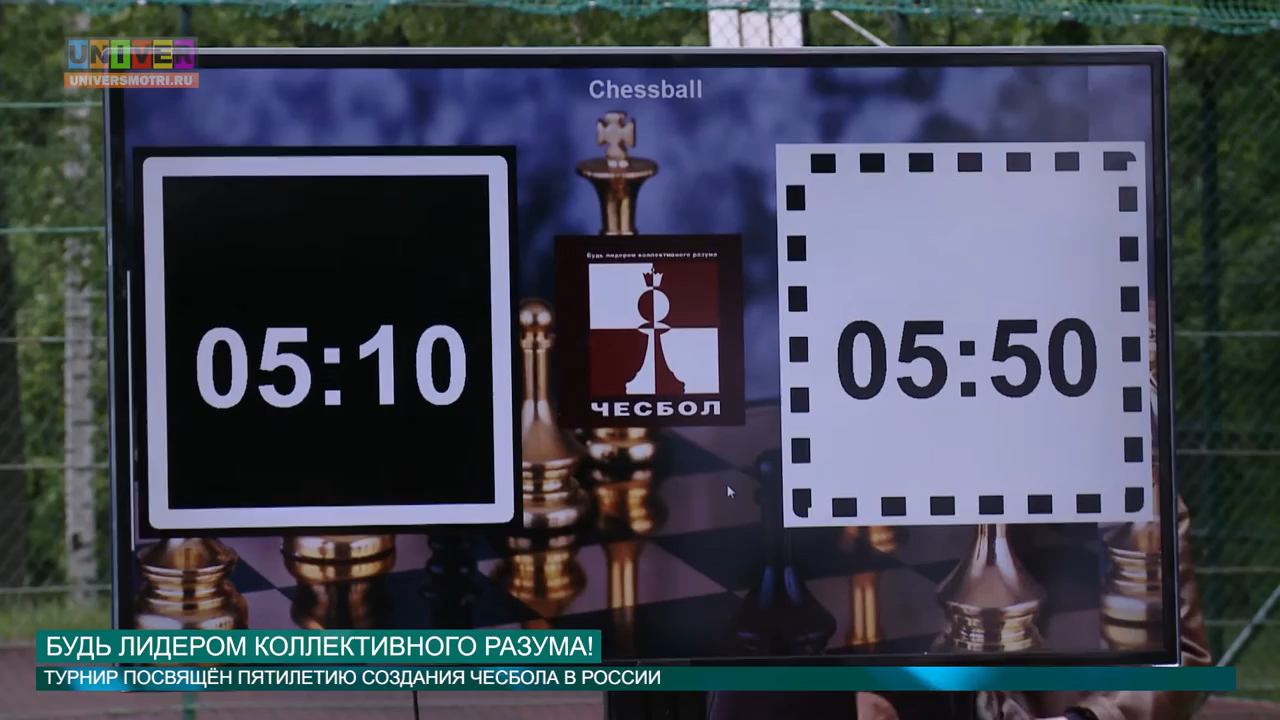 UNIVER
UNIVERSMOTRI.RU
Chessball
05:10
Будь лидером коллективного разума
ЧЕСБОЛ
05:50
БУДЬ ЛИДЕРОМ КОЛЛЕКТИВНОГО РАЗУМА!
ТУРНИР ПОСВЯЩЁН ПЯТИЛЕТИЮ СОЗДАНИЯ ЧЕСБОЛА В РОССИИ